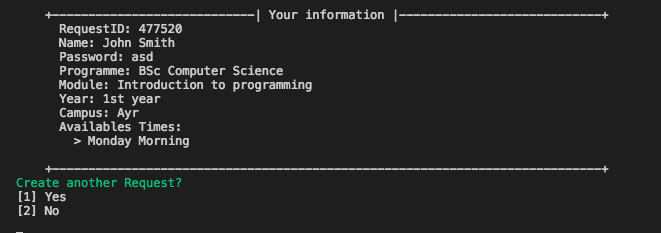 +----------------------------| Your information |----------------------------+
RequestID: 477520
Name: John Smith
Password: asd
Programme: BSc Computer Science
Module: Introduction to programming
Year: 1st year
Campus: Ayr
Availables Times:
> Monday Morning
+----------------------------------------------------------------------------+
Create another Request?
[1] Yes
[2] No